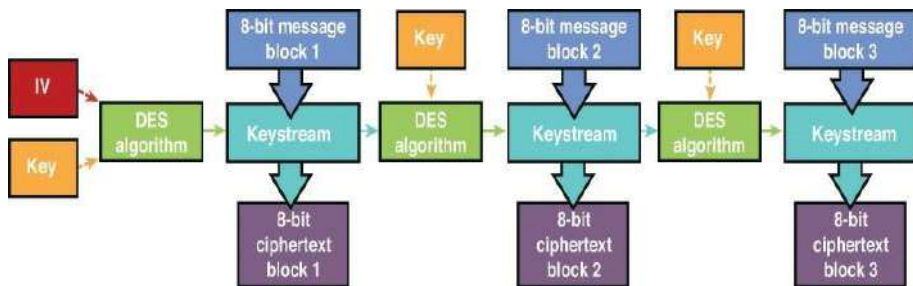 8-bit message
block 1
Key
8-bit message
block 2
Key
8-bit message
block 3
IV
Key
DES
algorithm
Keystream
DES
algorithm
Keystream
DES
algorithm
Keystream
8-bit
ciphertext
block 1
8-bit
ciphertext
block 2
8-bit
ciphertext
block 3